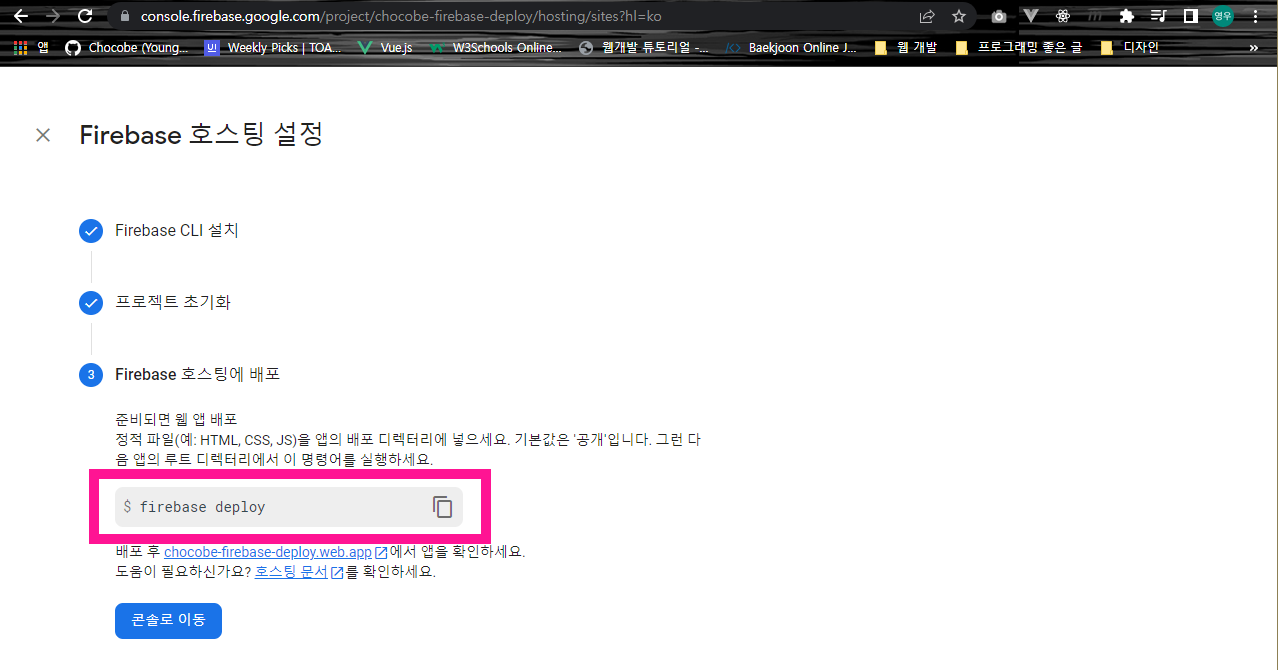 console.firebase.google.com/project/chocobe-firebase-deploy/hosting/sites?hl=ko
영우
앱 Chocobe (Young... UI Weekly Picks | TOA... Vue.js W3Schools Online... 웹개발 튜토리얼 -... </> Baekjoon Online J... 웹 개발 프로그래밍 좋은 글 디자인 »
Firebase 호스팅 설정
Firebase CLI 설치
프로젝트 초기화
3 Firebase 호스팅에 배포
준비되면 웹 앱 배포
정적 파일(예: HTML, CSS, JS)을 앱의 배포 디렉터리에 넣으세요. 기본값은 '공개'입니다. 그런 다
음 앱의 루트 디렉터리에서 이 명령어를 실행하세요.
$ firebase deploy
배포 후 chocobe-firebase-deploy.web.app에서 앱을 확인하세요.
도움이 필요하신가요? 호스팅 문서를 확인하세요.
콘솔로 이동